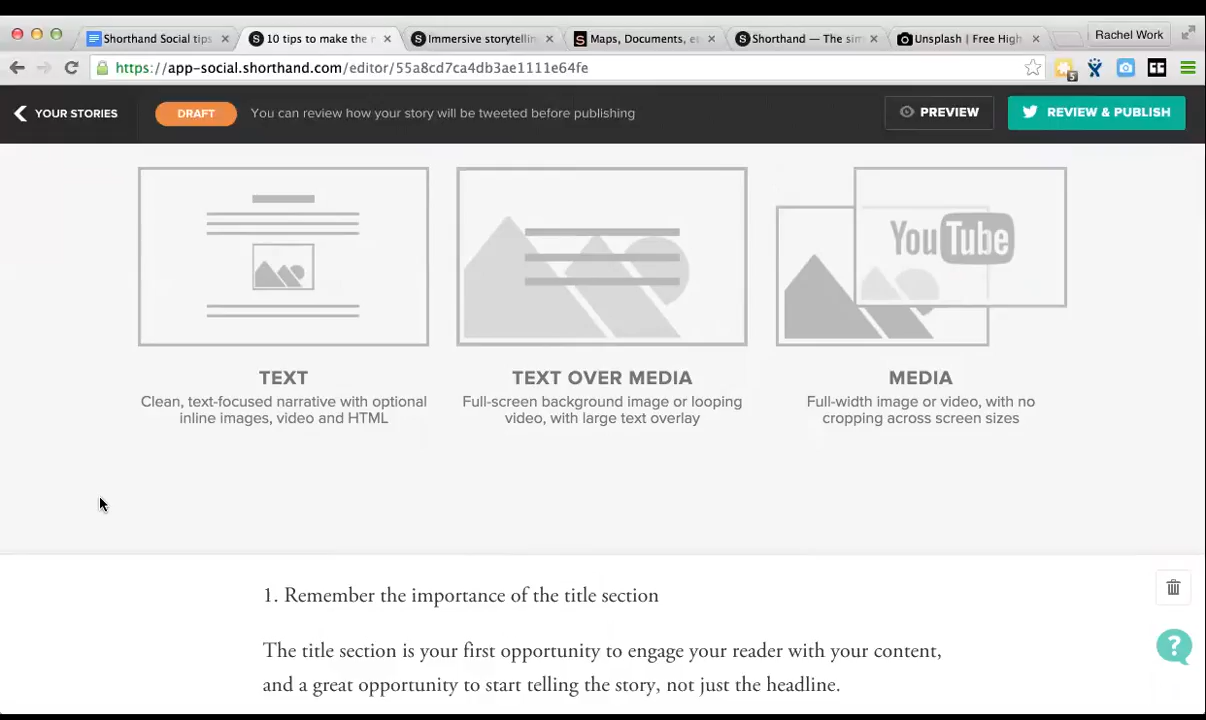 Shorthand Social tips
10 tips to make the
Immersive storytellin
Maps, Documents, e
Shorthand — The sim
Unsplash | Free High
Rachel Work
https://app-social.shorthand.com/editor/55a8cd7ca4db3ae1111e64fe
5
YOUR STORIES
DRAFT
You can review how your story will be tweeted before publishing
PREVIEW
REVIEW & PUBLISH
YouTube
TEXT
Clean, text-focused narrative with optional
inline images, video and HTML
TEXT OVER MEDIA
Full-screen background image or looping
video, with large text overlay
MEDIA
Full-width image or video, with no
cropping across screen sizes
1. Remember the importance of the title section
The title section is your first opportunity to engage your reader with your content,
and a great opportunity to start telling the story, not just the headline.
?